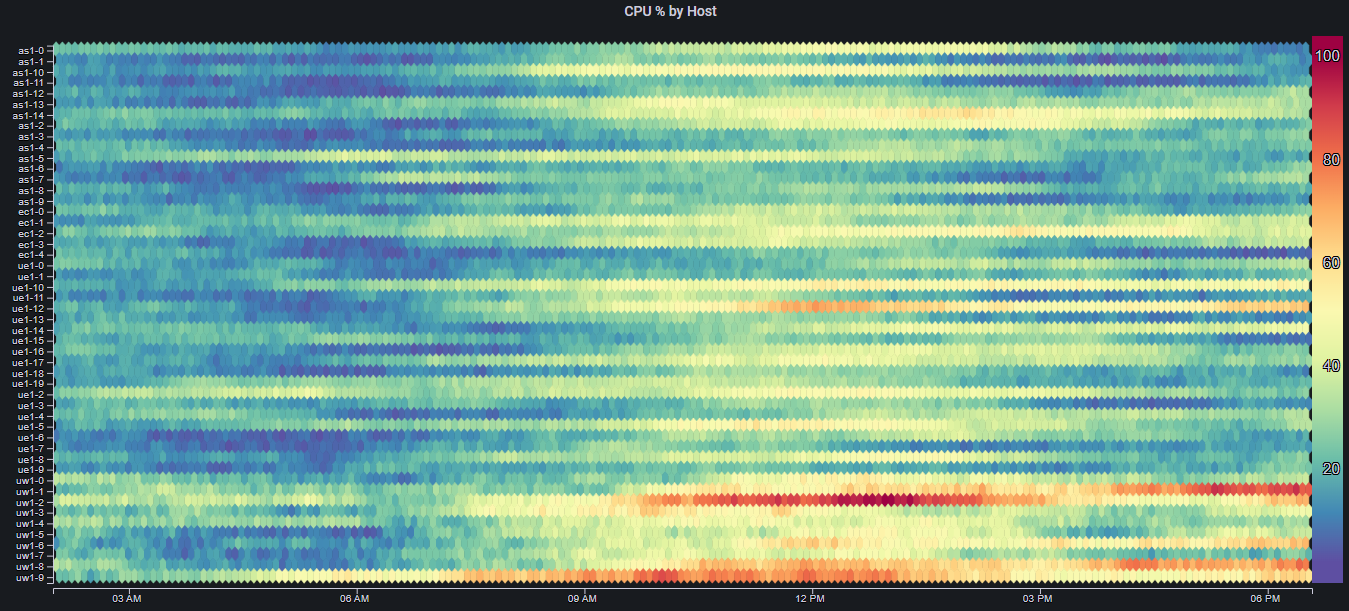 CPU % by Host
as1-0
as1-1
as1-10
as1-11
as1-12
as1-13
as1-14
as1-2
as1-3
as1-4
as1-5
as1-6
as1-7
as1-8
as1-9
ec1-0
ec1-1
ec1-2
ec1-3
ec1-4
ue1-0
ue1-1
ue1-10
ue1-11
ue1-12
ue1-13
ue1-14
ue1-15
ue1-16
ue1-17
ue1-18
ue1-19
ue1-2
ue1-3
ue1-4
ue1-5
ue1-6
ue1-7
ue1-8
ue1-9
uw1-0
uw1-1
uw1-2
uw1-3
uw1-4
uw1-5
uw1-6
uw1-7
uw1-8
uw1-9
03 AM 06 AM 09 AM 12 PM 03 PM 06 PM
100
80
60
40
20